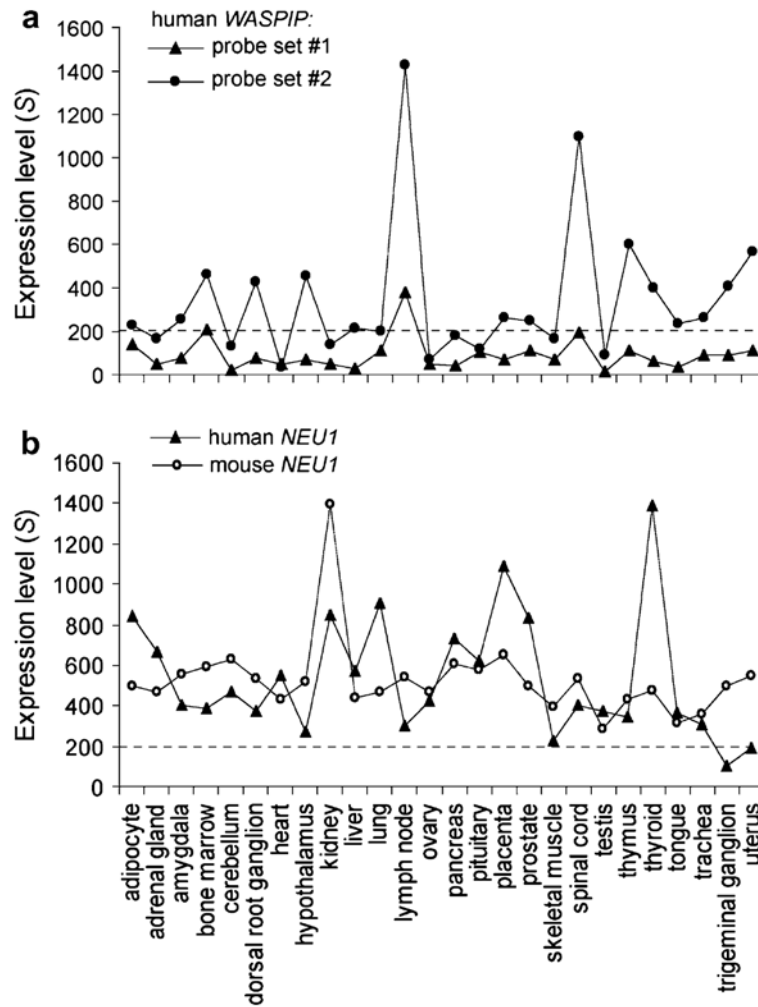 a
human WASPIP:
probe set #1
probe set #2
Expression level (S)
1600
1400
1200
1000
800
600
400
200
0
b
human NEU1
mouse NEU1
Expression level (S)
1600
1400
1200
1000
800
600
400
200
0
adipocyte
adrenal gland
amygdala
bone marrow
cerebellum
dorsal root ganglion
heart
hypothalamus
kidney
liver
lung
lymph node
ovary
pancreas
pituitary
placenta
prostate
skeletal muscle
spinal cord
testis
thymus
thyroid
tongue
trachea
trigeminal ganglion
uterus